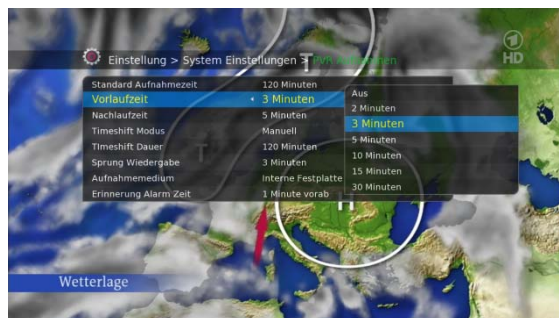 1
HD
Einstellung > System Einstellungen > PVR
T
Standard Aufnahmezeit 120 Minuten
Vorlaufzeit 3 Minuten
Nachlaufzeit 5 Minuten
Timeshift Modus Manuell
TImeshift Dauer 120 Minuten
Sprung Wiedergabe 3 Minuten
Aufnahmemedium Interne Festplatte
Erinnerung Alarm Zeit 1 Minute vorab
Aus
2 Minuten
3 Minuten
5 Minuten
10 Minuten
15 Minuten
30 Minuten
T
H
Wetterlage